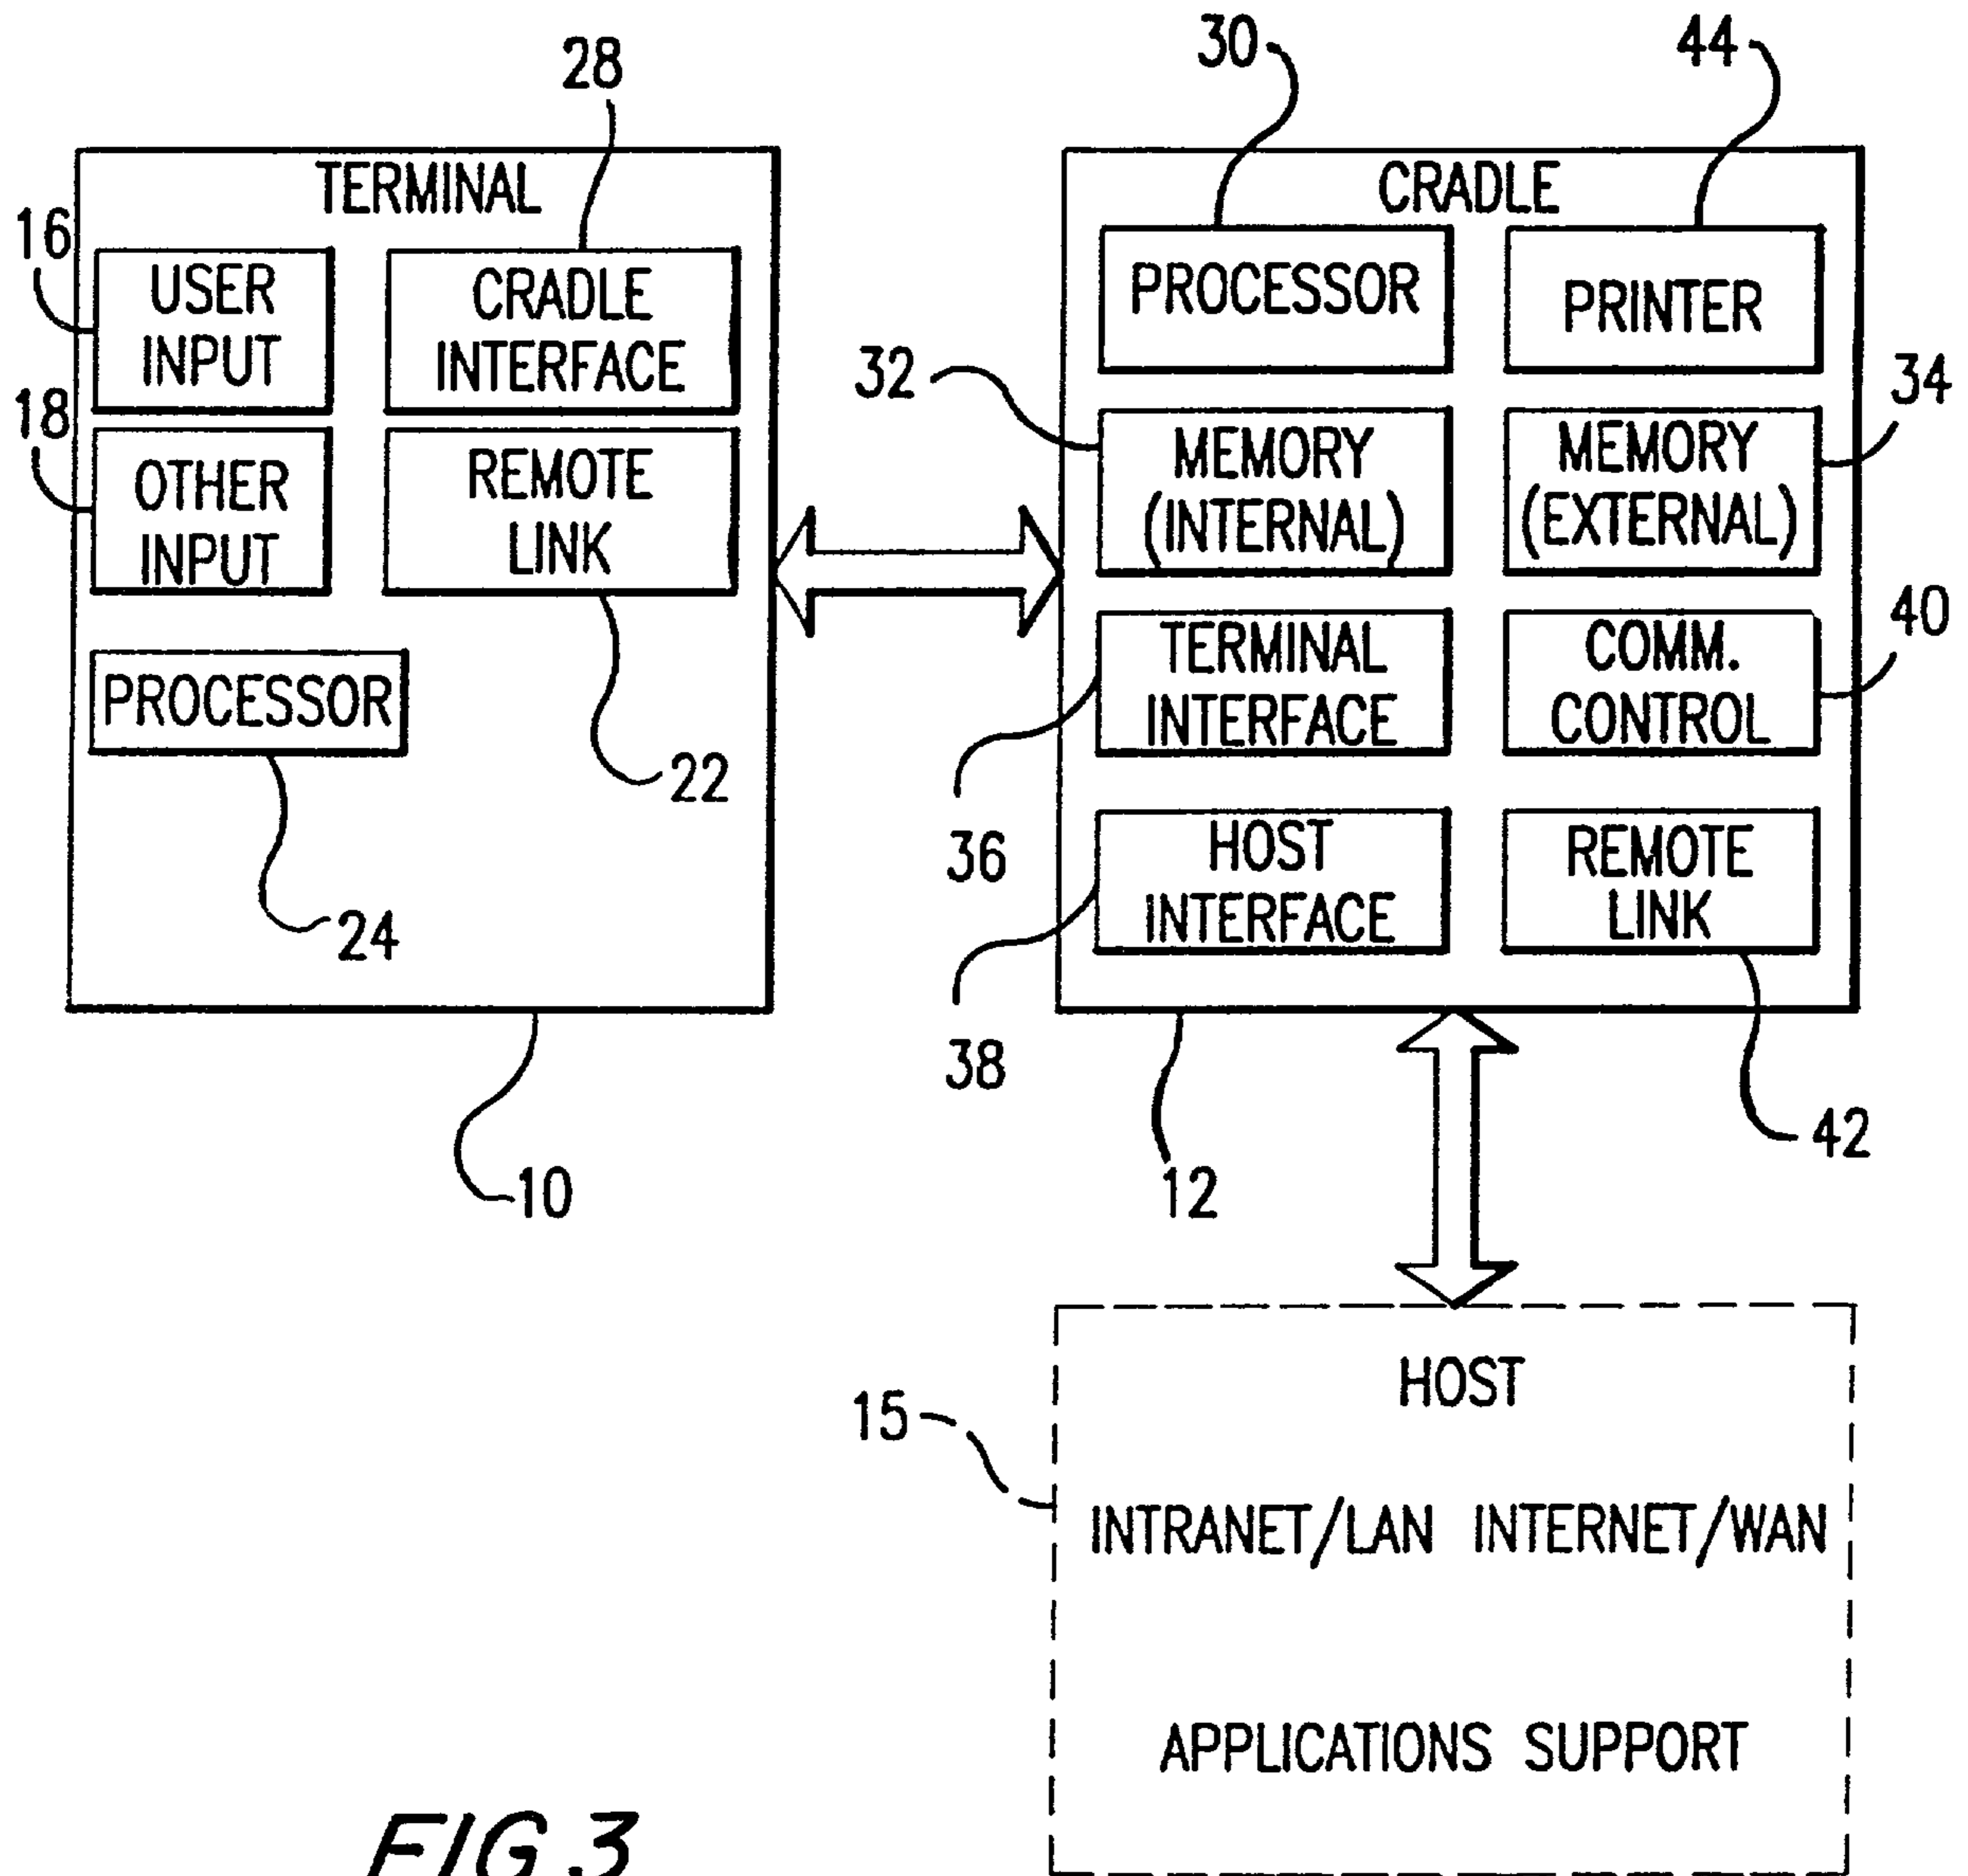 30
44
28
TERMINAL
CRADLE
16
USER
INPUT
CRADLE
INTERFACE
PROCESSOR
PRINTER
32
34
18
OTHER
INPUT
REMOTE
LINK
MEMORY
(INTERNAL)
MEMORY
(EXTERNAL)
40
PROCESSOR
TERMINAL
INTERFACE
COMM.
CONTROL
22
36
24
HOST
INTERFACE
REMOTE
LINK
38
42
10
12
HOST
15
INTRANET/LAN INTERNET/WAN
APPLICATIONS SUPPORT
FIG.3